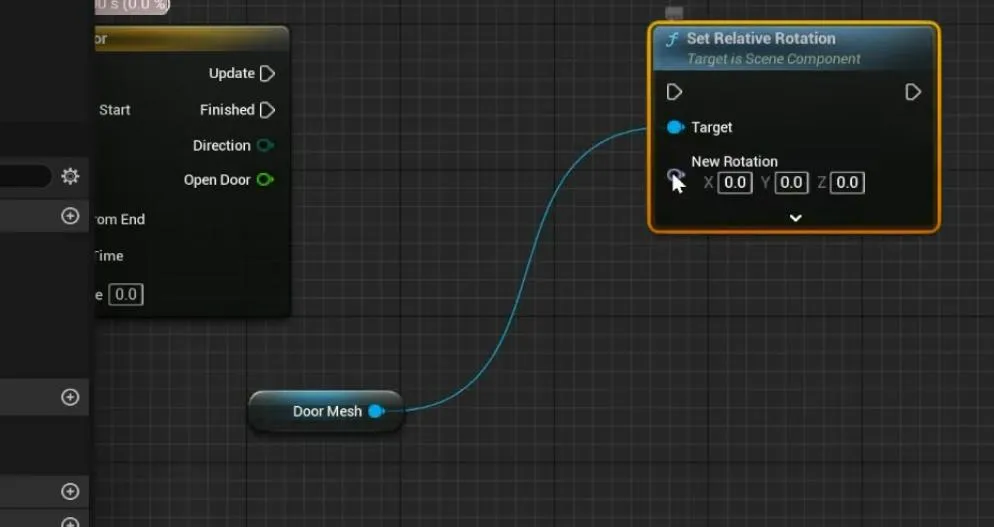 0 s (0.0 %)
or
Update
Start
Finished
Direction
Open Door
rom End
Time
e 0.0
Set Relative Rotation
Target is Scene Component
Target
New Rotation
X 0.0 Y 0.0 Z 0.0
Door Mesh